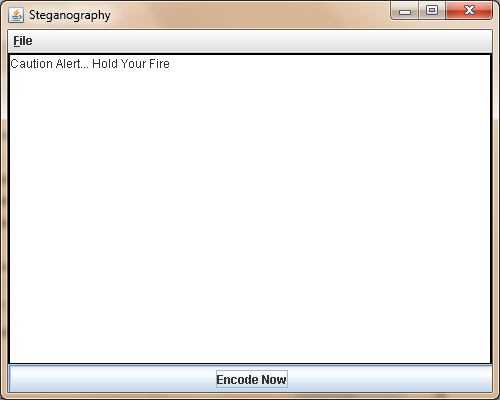 Steganography
File
Caution Alert... Hold Your Fire
Encode Now